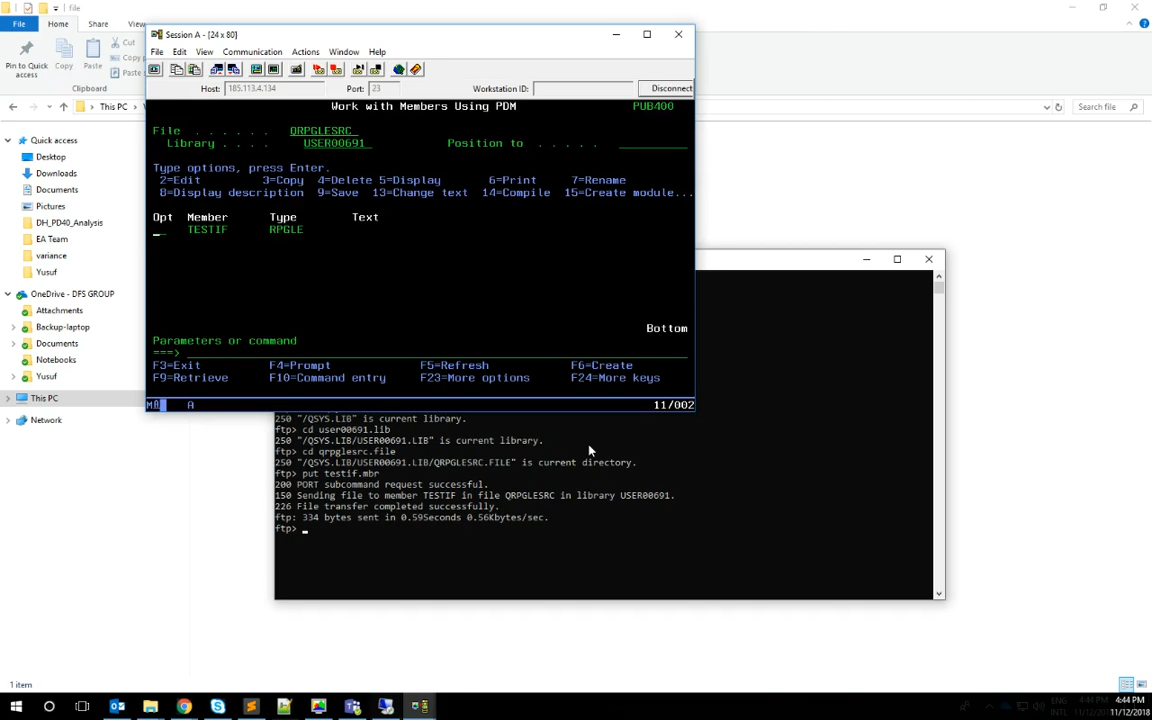 file
File Home Share View
Pin to Quick access
Copy
Paste
Cut
Copy
Paste
Clipboard
This PC
Search file
Quick access
Desktop
Downloads
Documents
Pictures
DH_PD40_Analysis
EA Team
variance
Yusuf
OneDrive - DFS GROUP
Attachments
Backup-laptop
Documents
Notebooks
Yusuf
This PC
Network
1 item
Session A - [24 x 80]
File Edit View Communication Actions Window Help
Host: 185.113.4.134 Port: 23 Workstation ID: Disconnect
Work with Members Using PDM PUB400
File . . . . . . QRPGLESRC
Library . . . . USER00691 Position to . . . . .
Type options, press Enter.
2=Edit 3=Copy 4=Delete 5=Display 6=Print 7=Rename
8=Display description 9=Save 13=Change text 14=Compile 15=Create module...
Opt Member Type Text
TESTIF RPGLE
Bottom
Parameters or command
===>
F3=Exit F4=Prompt F5=Refresh F6=Create
F9=Retrieve F10=Command entry F23=More options F24=More keys
A 11/002
250 "/QSYS.LIB" is current library.
ftp> cd user00691.lib
250 "/QSYS.LIB/USER00691.LIB" is current library.
ftp> cd qrpglesrc.file
250 "/QSYS.LIB/USER00691.LIB/QRPGLESRC.FILE" is current directory.
ftp> put testif.mbr
200 PORT subcommand request successful.
150 Sending file to member TESTIF in file QRPGLESRC in library USER00691.
226 File transfer completed successfully.
ftp: 334 bytes sent in 0.59Seconds 0.56Kbytes/sec.
ftp>
ENG
INTL
4:44 PM
11/12/2018